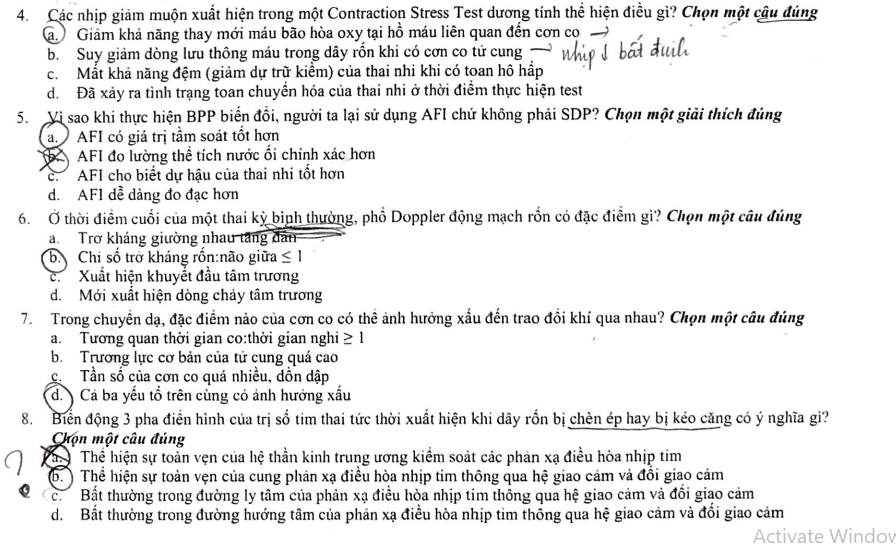 4. Các nhịp giảm muộn xuất hiện trong một Contraction Stress Test dương tính thể hiện điều gì? Chọn một câu đúng
a. Giảm khả năng thay mới máu bão hòa oxy tại hồ máu liên quan đến cơn co →
b. Suy giảm dòng lưu thông máu trong dây rốn khi có cơn co tử cung → nhịp ↓ bất định
c. Mất khả năng đệm (giảm dự trữ kiềm) của thai nhi khi có toan hô hấp
d. Đã xảy ra tình trạng toan chuyển hóa của thai nhi ở thời điểm thực hiện test
5. Vì sao khi thực hiện BPP biến đổi, người ta lại sử dụng AFI chứ không phải SDP? Chọn một giải thích đúng
a. AFI có giá trị tầm soát tốt hơn
b. AFI đo lường thể tích nước ối chính xác hơn
c. AFI cho biết dự hậu của thai nhi tốt hơn
d. AFI dễ dàng đo đạc hơn
6. Ở thời điểm cuối của một thai kỳ bình thường, phổ Doppler động mạch rốn có đặc điểm gì? Chọn một câu đúng
a. Trở kháng giường nhau tăng dần
b. Chỉ số trở kháng rốn:não giữa ≤ 1
c. Xuất hiện khuyết đầu tâm trương
d. Mới xuất hiện dòng chảy tâm trương
7. Trong chuyển dạ, đặc điểm nào của cơn co có thể ảnh hưởng xấu đến trao đổi khí qua nhau? Chọn một câu đúng
a. Tương quan thời gian co:thời gian nghỉ ≥ 1
b. Trương lực cơ bản của tử cung quá cao
c. Tần số của cơn co quá nhiều, dồn dập
d. Cả ba yếu tố trên cùng có ảnh hưởng xấu
8. Biến động 3 pha điển hình của trị số tim thai tức thời xuất hiện khi dây rốn bị chèn ép hay bị kéo căng có ý nghĩa gì?
Chọn một câu đúng
a. Thể hiện sự toàn vẹn của hệ thần kinh trung ương kiểm soát các phản xạ điều hòa nhịp tim
? b. Thể hiện sự toàn vẹn của cung phản xạ điều hòa nhịp tim thông qua hệ giao cảm và đối giao cảm
c. Bất thường trong đường ly tâm của phản xạ điều hòa nhịp tim thông qua hệ giao cảm và đối giao cảm
d. Bất thường trong đường hướng tâm của phản xạ điều hòa nhịp tim thông qua hệ giao cảm và đối giao cảm
Activate Window